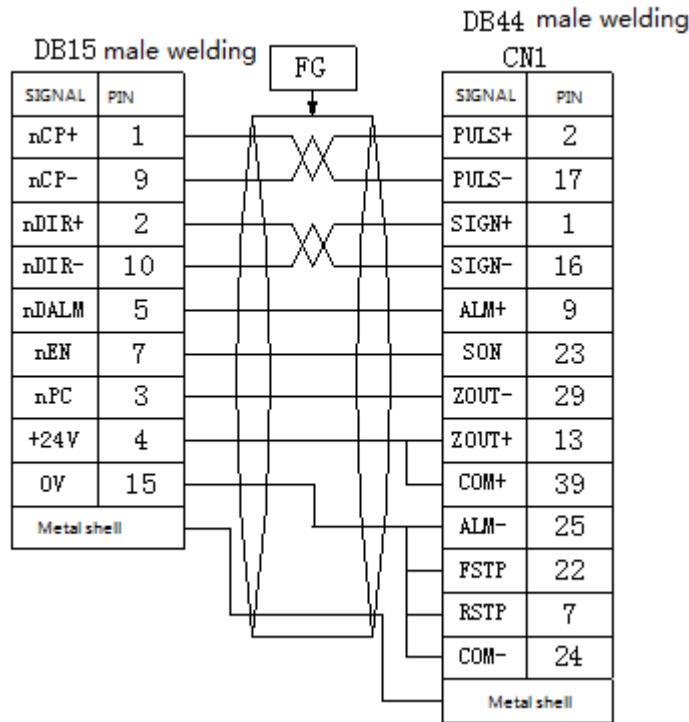 DB44 male welding
DB15 male welding
FG
CN1
SIGNAL PIN
SIGNAL PIN
nCP+ 1
PULS+ 2
nCP- 9
PULS- 17
nDIR+ 2
SIGN+ 1
nDIR- 10
SIGN- 16
nDALM 5
ALM+ 9
nEN 7
SON 23
nPC 3
ZOUT- 29
+24V 4
ZOUT+ 13
0V 15
COM+ 39
Metal shell
ALM- 25
FSTP 22
RSTP 7
COM- 24
Metal shell